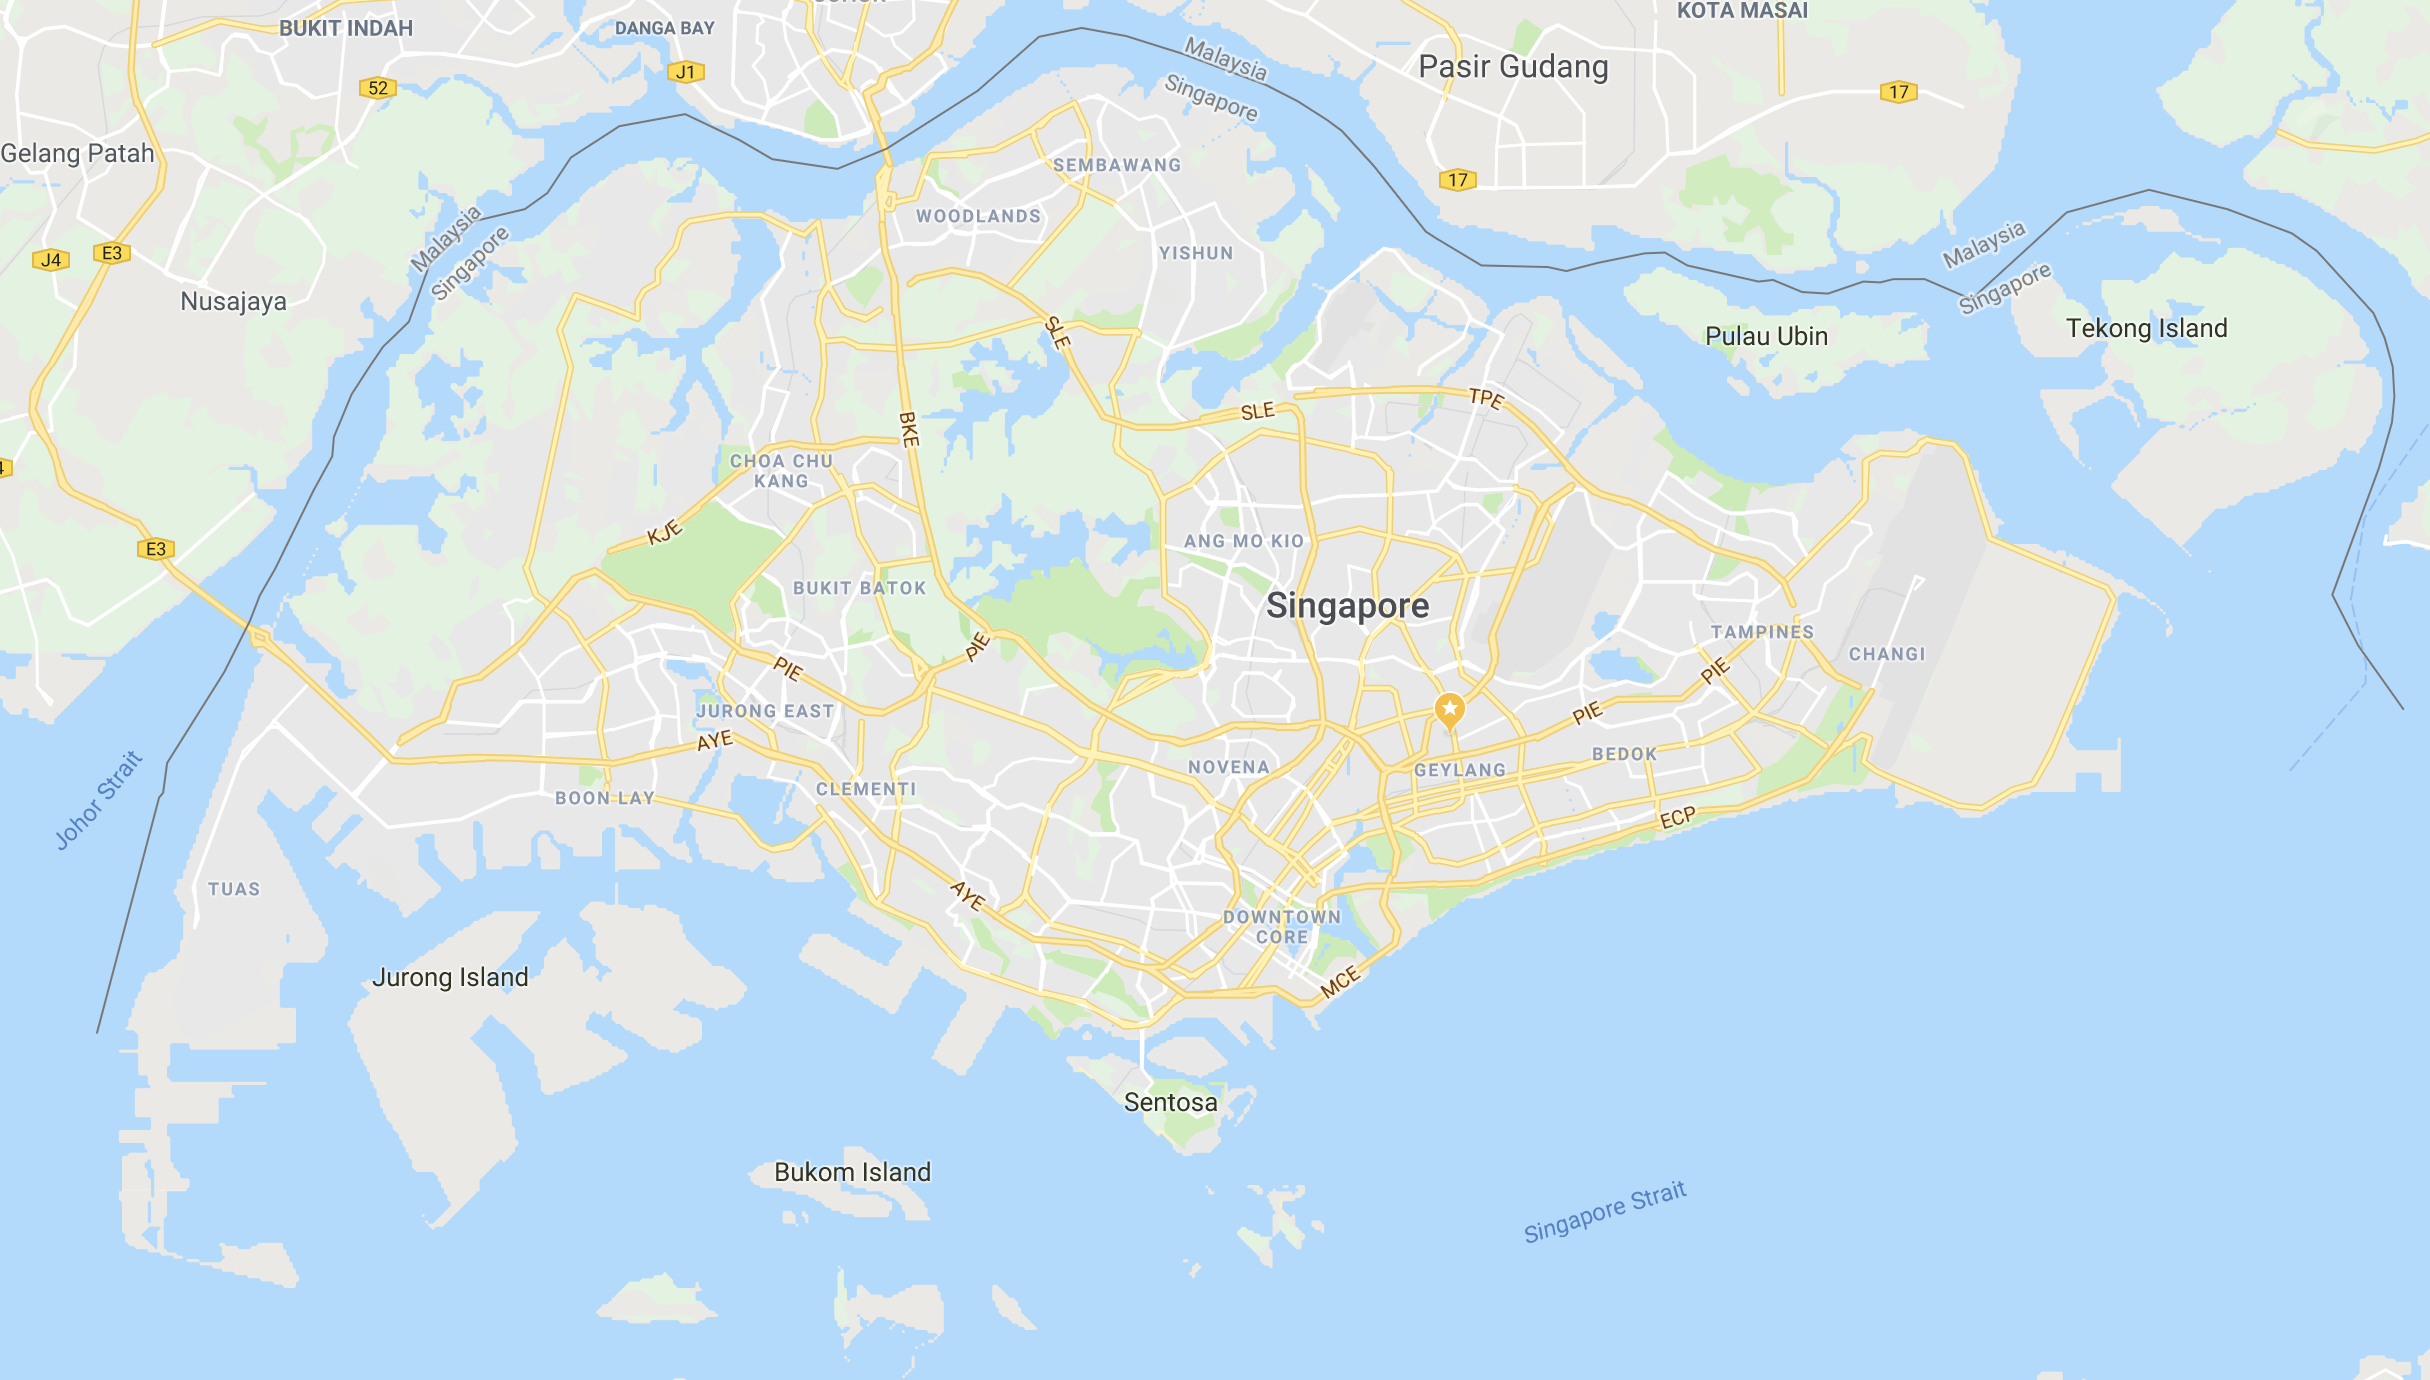 KOTA MASAI
BUKIT INDAH
DANGA BAY
Malaysia
Singapore
Pasir Gudang
J1
52
17
Gelang Patah
SEMBAWANG
17
WOODLANDS
Malaysia
Singapore
YISHUN
J4
E3
Malaysia
Singapore
Nusajaya
SLE
Pulau Ubin
Tekong Island
TPE
SLE
BKE
CHOA CHU
KANG
4
KJE
E3
ANG MO KIO
BUKIT BATOK
Singapore
TAMPINES
PIE
CHANGI
PIE
PIE
JURONG EAST
PIE
AYE
BEDOK
NOVENA
GEYLANG
Johor Strait
CLEMENTI
BOON LAY
ECP
TUAS
AYE
DOWNTOWN
CORE
Jurong Island
MCE
Sentosa
Bukom Island
Singapore Strait